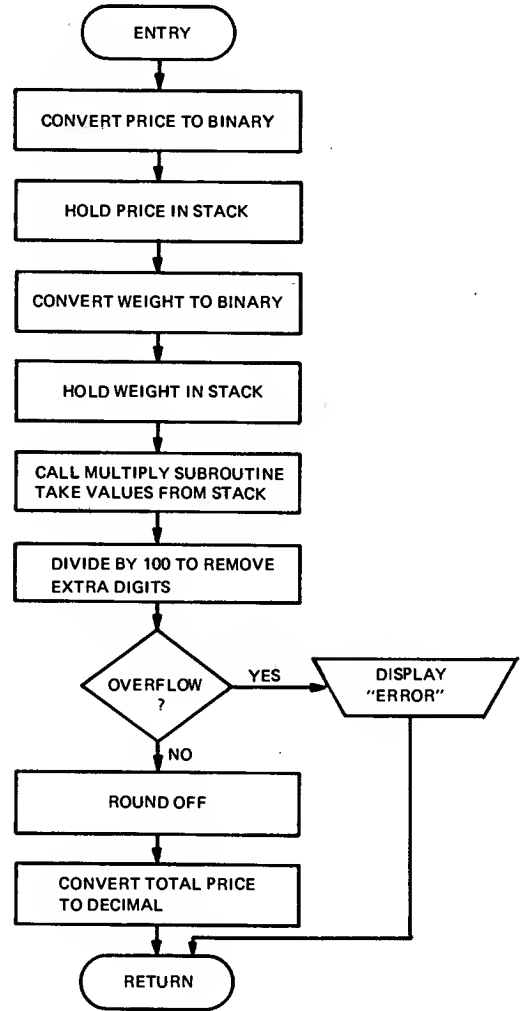 ENTRY
CONVERT PRICE TO BINARY
HOLD PRICE IN STACK
CONVERT WEIGHT TO BINARY
HOLD WEIGHT IN STACK
CALL MULTIPLY SUBROUTINE
TAKE VALUES FROM STACK
DIVIDE BY 100 TO REMOVE
EXTRA DIGITS
OVERFLOW
?
YES
DISPLAY
"ERROR"
NO
ROUND OFF
CONVERT TOTAL PRICE
TO DECIMAL
RETURN